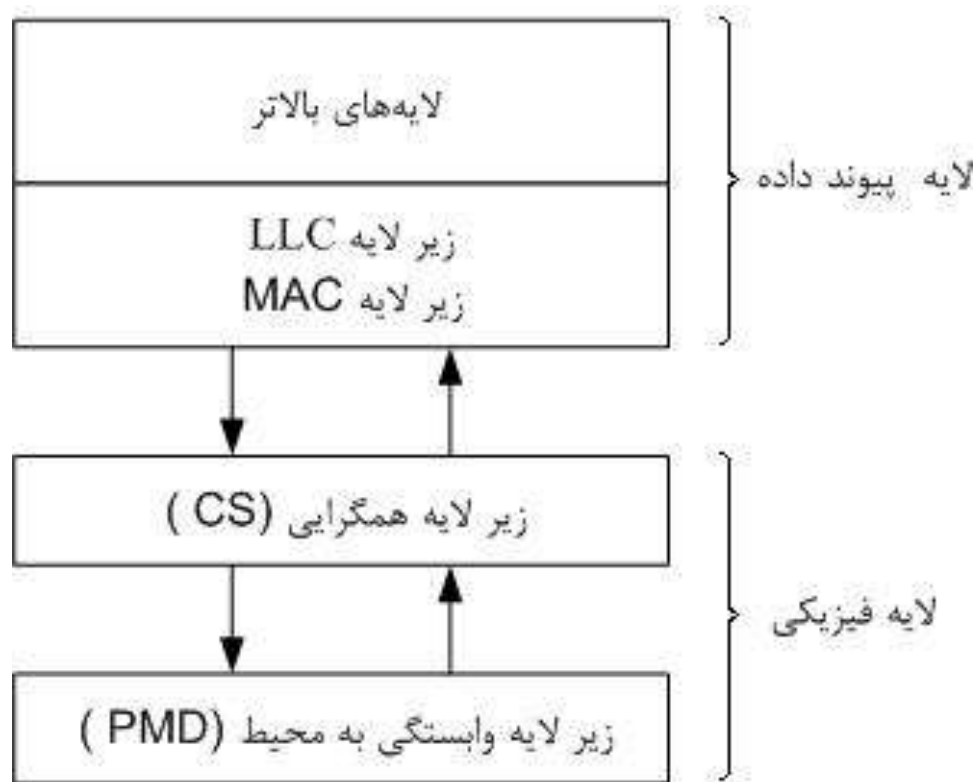 لایه‌های بالاتر
لایه پیوند داده
زیر لایه LLC
زیر لایه MAC
زیر لایه همگرایی (CS )
لایه فیزیکی
زیر لایه وابستگی به محیط (PMD )